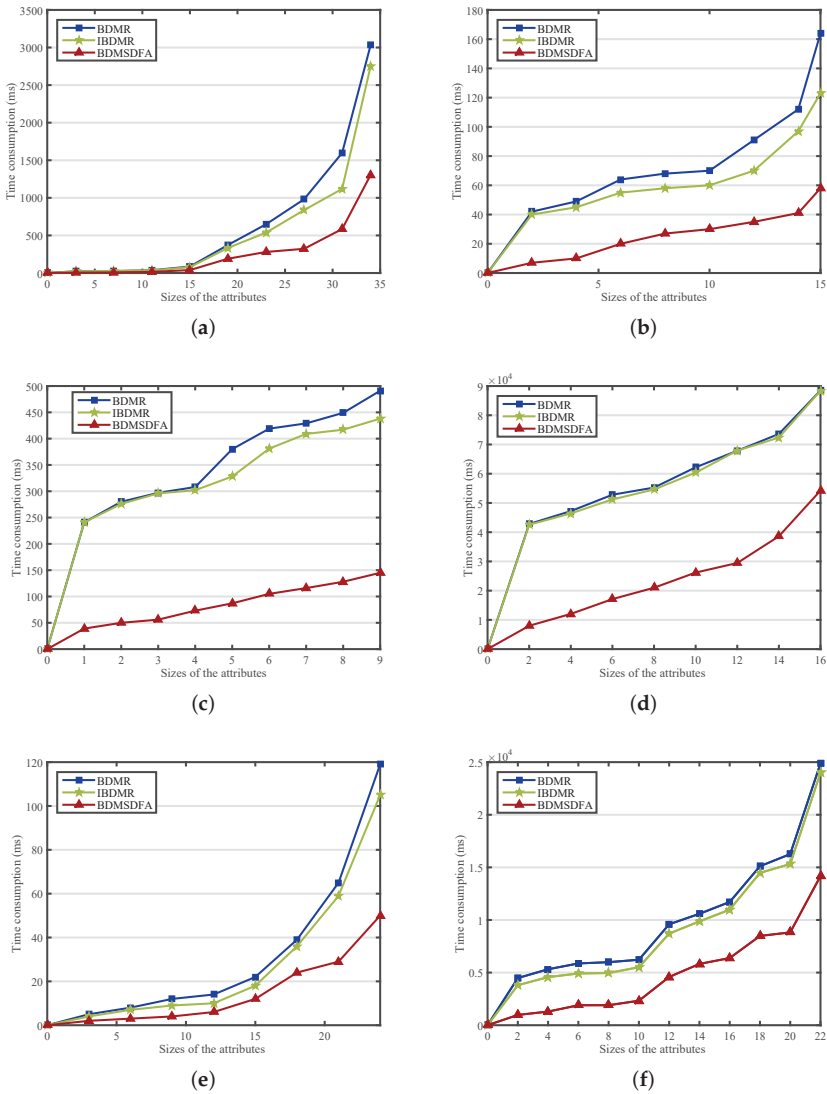 3500
3000
2500
2000
1500
1000
500
0
Time consumption (ms)
BDMR
IBDMR
BDMSDFA
0 5 10 15 20 25 30 35
Sizes of the attributes
(a)
180
160
140
120
100
80
60
40
20
0
Time consumption (ms)
BDMR
IBDMR
BDMSDFA
0 5 10 15
Sizes of the attributes
(b)
500
450
400
350
300
250
200
150
100
50
0
Time consumption (ms)
BDMR
IBDMR
BDMSDFA
0 1 2 3 4 5 6 7 8 9
Sizes of the attributes
(c)
×10^4
9
8
7
6
5
4
3
2
1
0
Time consumption (ms)
BDMR
IBDMR
BDMSDFA
0 2 4 6 8 10 12 14 16
Sizes of the attributes
(d)
120
100
80
60
40
20
0
Time consumption (ms)
BDMR
IBDMR
BDMSDFA
0 5 10 15 20
Sizes of the attributes
(e)
×10^4
2.5
2
1.5
1
0.5
0
Time consumption (ms)
BDMR
IBDMR
BDMSDFA
0 2 4 6 8 10 12 14 16 18 20 22
Sizes of the attributes
(f)